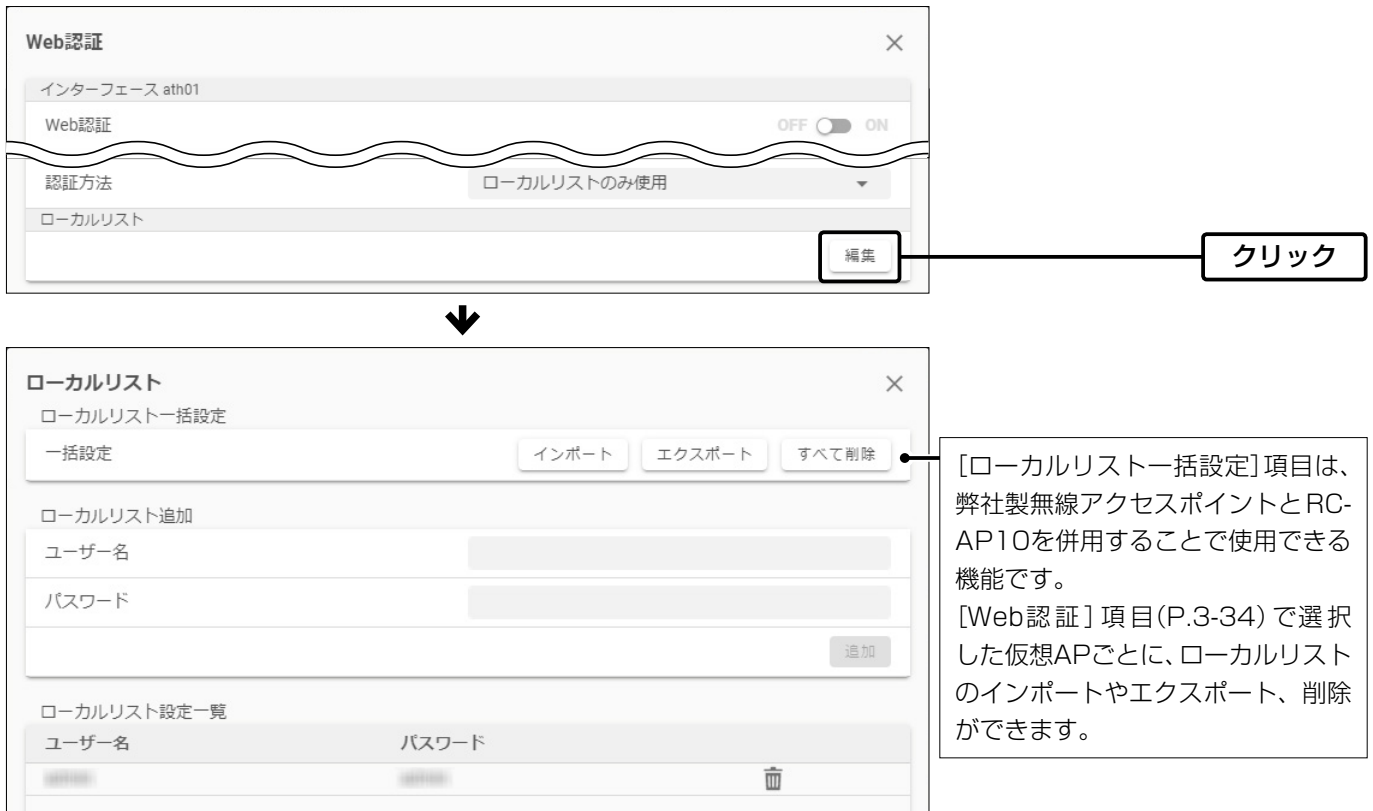 Web認証
インターフェース ath01
Web認証
OFF ON
認証方法
ローカルリストのみ使用
ローカルリスト
編集
クリック
ローカルリスト
ローカルリスト一括設定
一括設定
インポート
エクスポート
すべて削除
[ローカルリスト一括設定]項目は、
弊社製無線アクセスポイントとRC-
AP10を併用することで使用できる
機能です。
[Web認証]項目(P.3-34)で選択
した仮想APごとに、ローカルリスト
のインポートやエクスポート、削除
ができます。
ローカルリスト追加
ユーザー名
パスワード
追加
ローカルリスト設定一覧
ユーザー名
パスワード